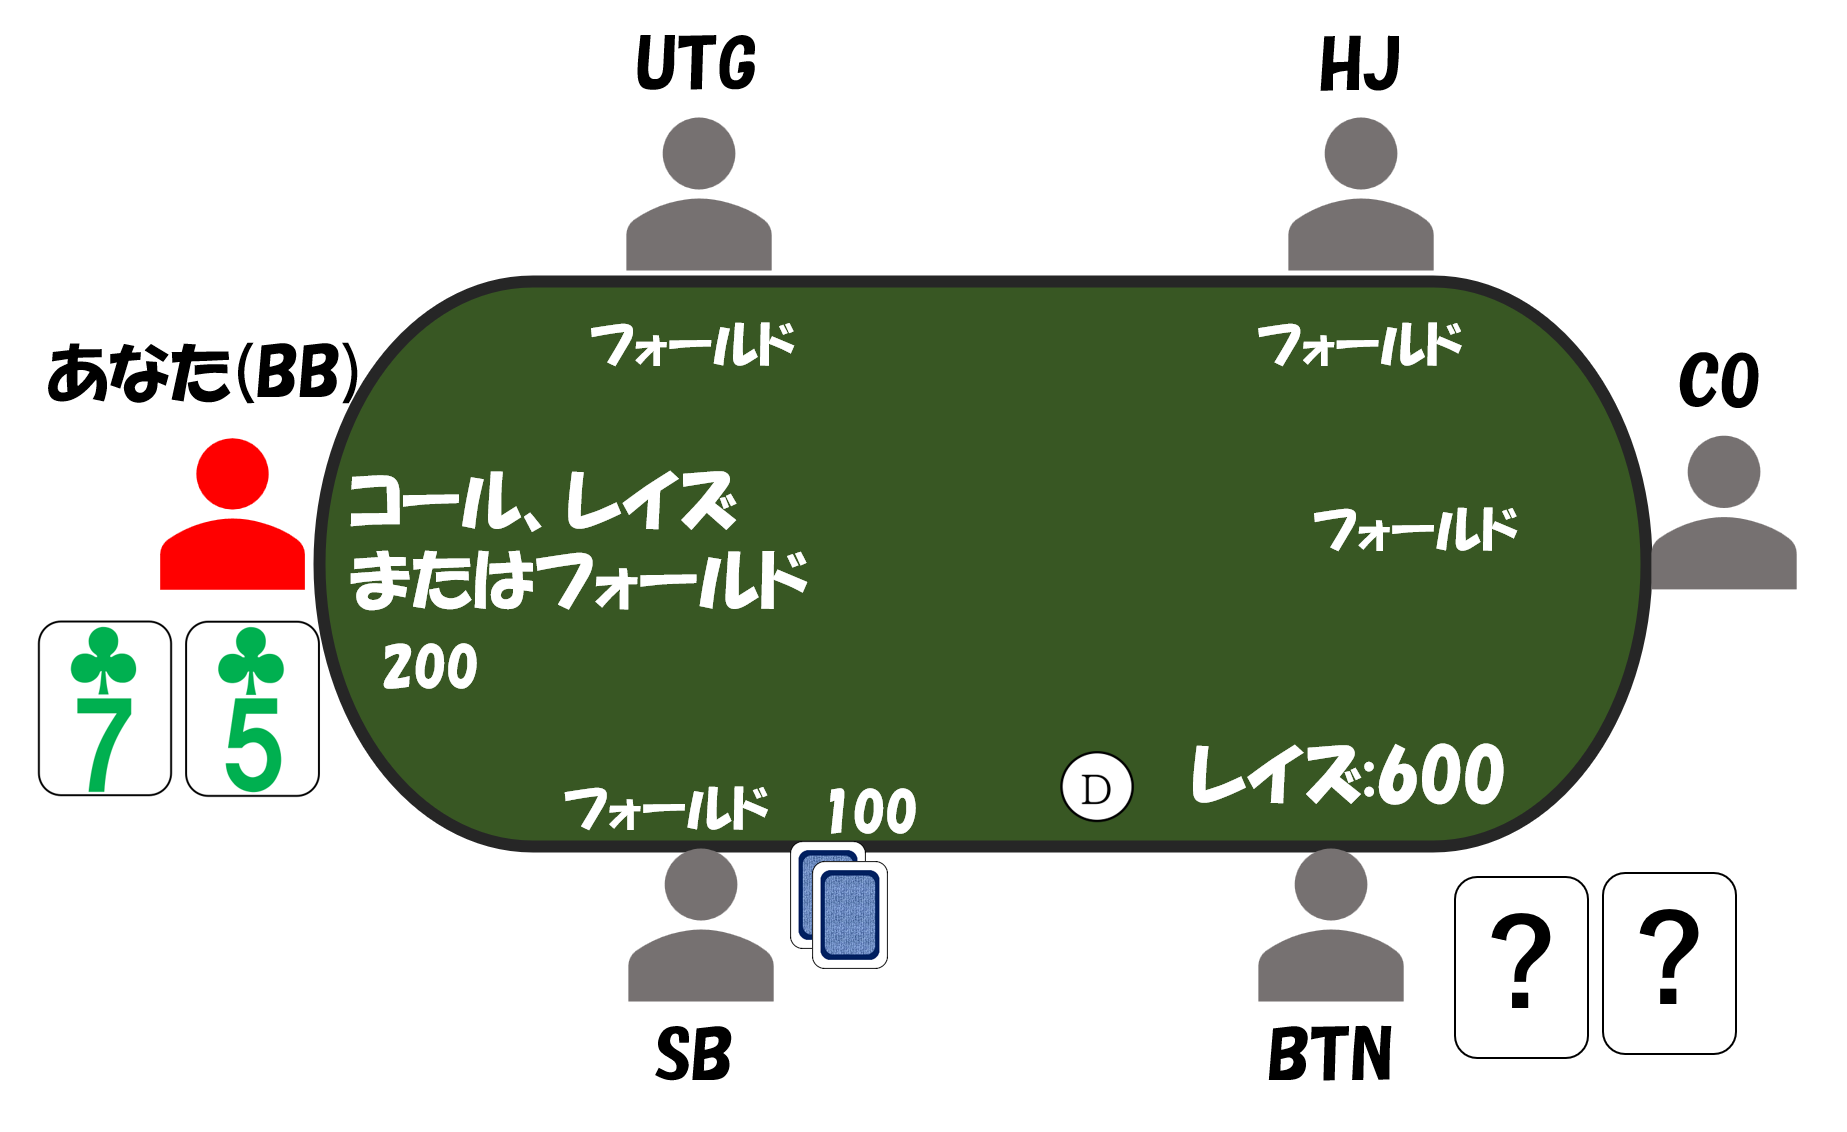 UTG
HJ
フォールド
フォールド
あなた(BB)
CO
コール、レイズ
またはフォールド
フォールド
200
♣
7
♣
5
フォールド 100
D
レイズ:600
?
?
SB
BTN